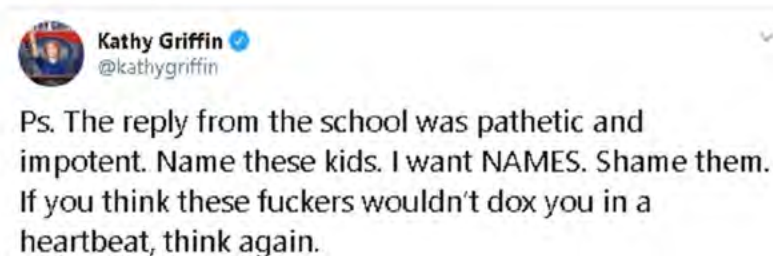 Kathy Griffin
@kathygriffin
Ps. The reply from the school was pathetic and
impotent. Name these kids. I want NAMES. Shame them.
If you think these fuckers wouldn't dox you in a
heartbeat, think again.